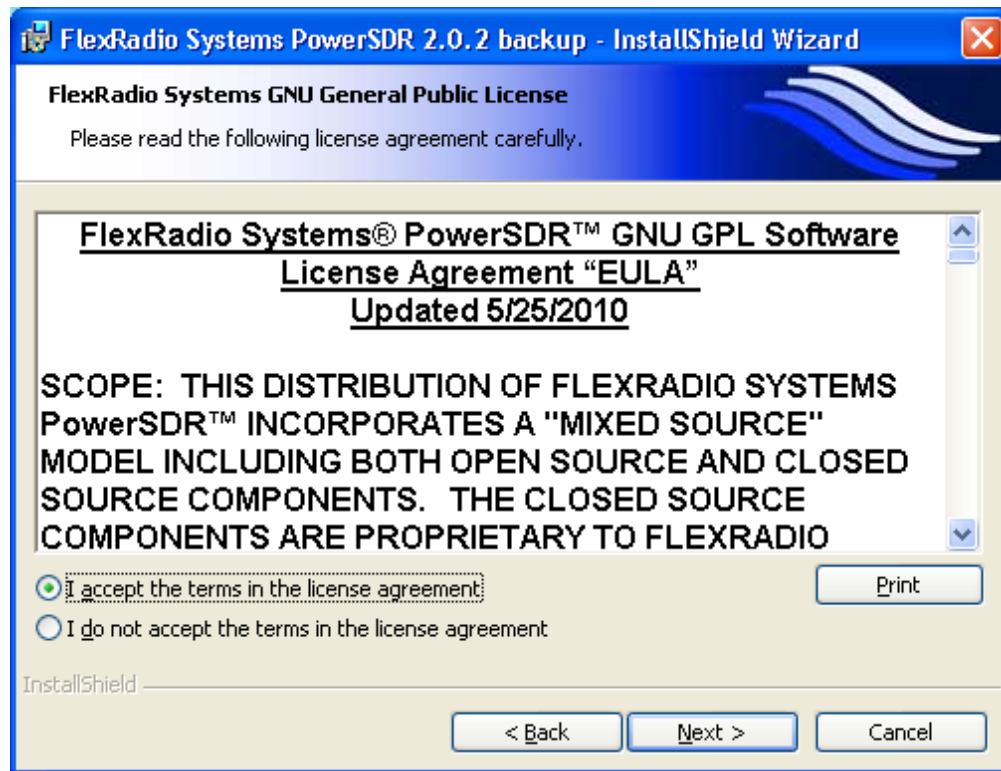 FlexRadio Systems PowerSDR 2.0.2 backup - InstallShield Wizard
FlexRadio Systems GNU General Public License
Please read the following license agreement carefully.
FlexRadio Systems® PowerSDR™ GNU GPL Software
License Agreement “EULA”
Updated 5/25/2010
SCOPE:  THIS DISTRIBUTION OF FLEXRADIO SYSTEMS
PowerSDR™ INCORPORATES A "MIXED SOURCE"
MODEL INCLUDING BOTH OPEN SOURCE AND CLOSED
SOURCE COMPONENTS.  THE CLOSED SOURCE
COMPONENTS ARE PROPRIETARY TO FLEXRADIO
I accept the terms in the license agreement
Print
I do not accept the terms in the license agreement
InstallShield
< Back
Next >
Cancel